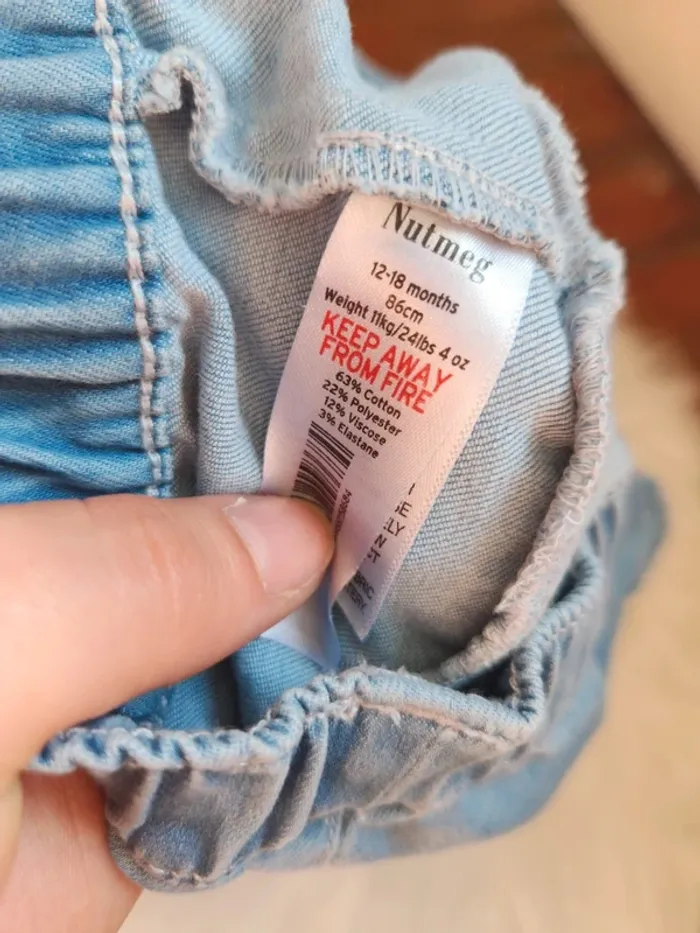 Nutmeg
12-18 months
86cm
Weight 11kg/24lbs 4 oz
KEEP AWAY
FROM FIRE
63% Cotton
22% Polyester
12% Viscose
3% Elastane